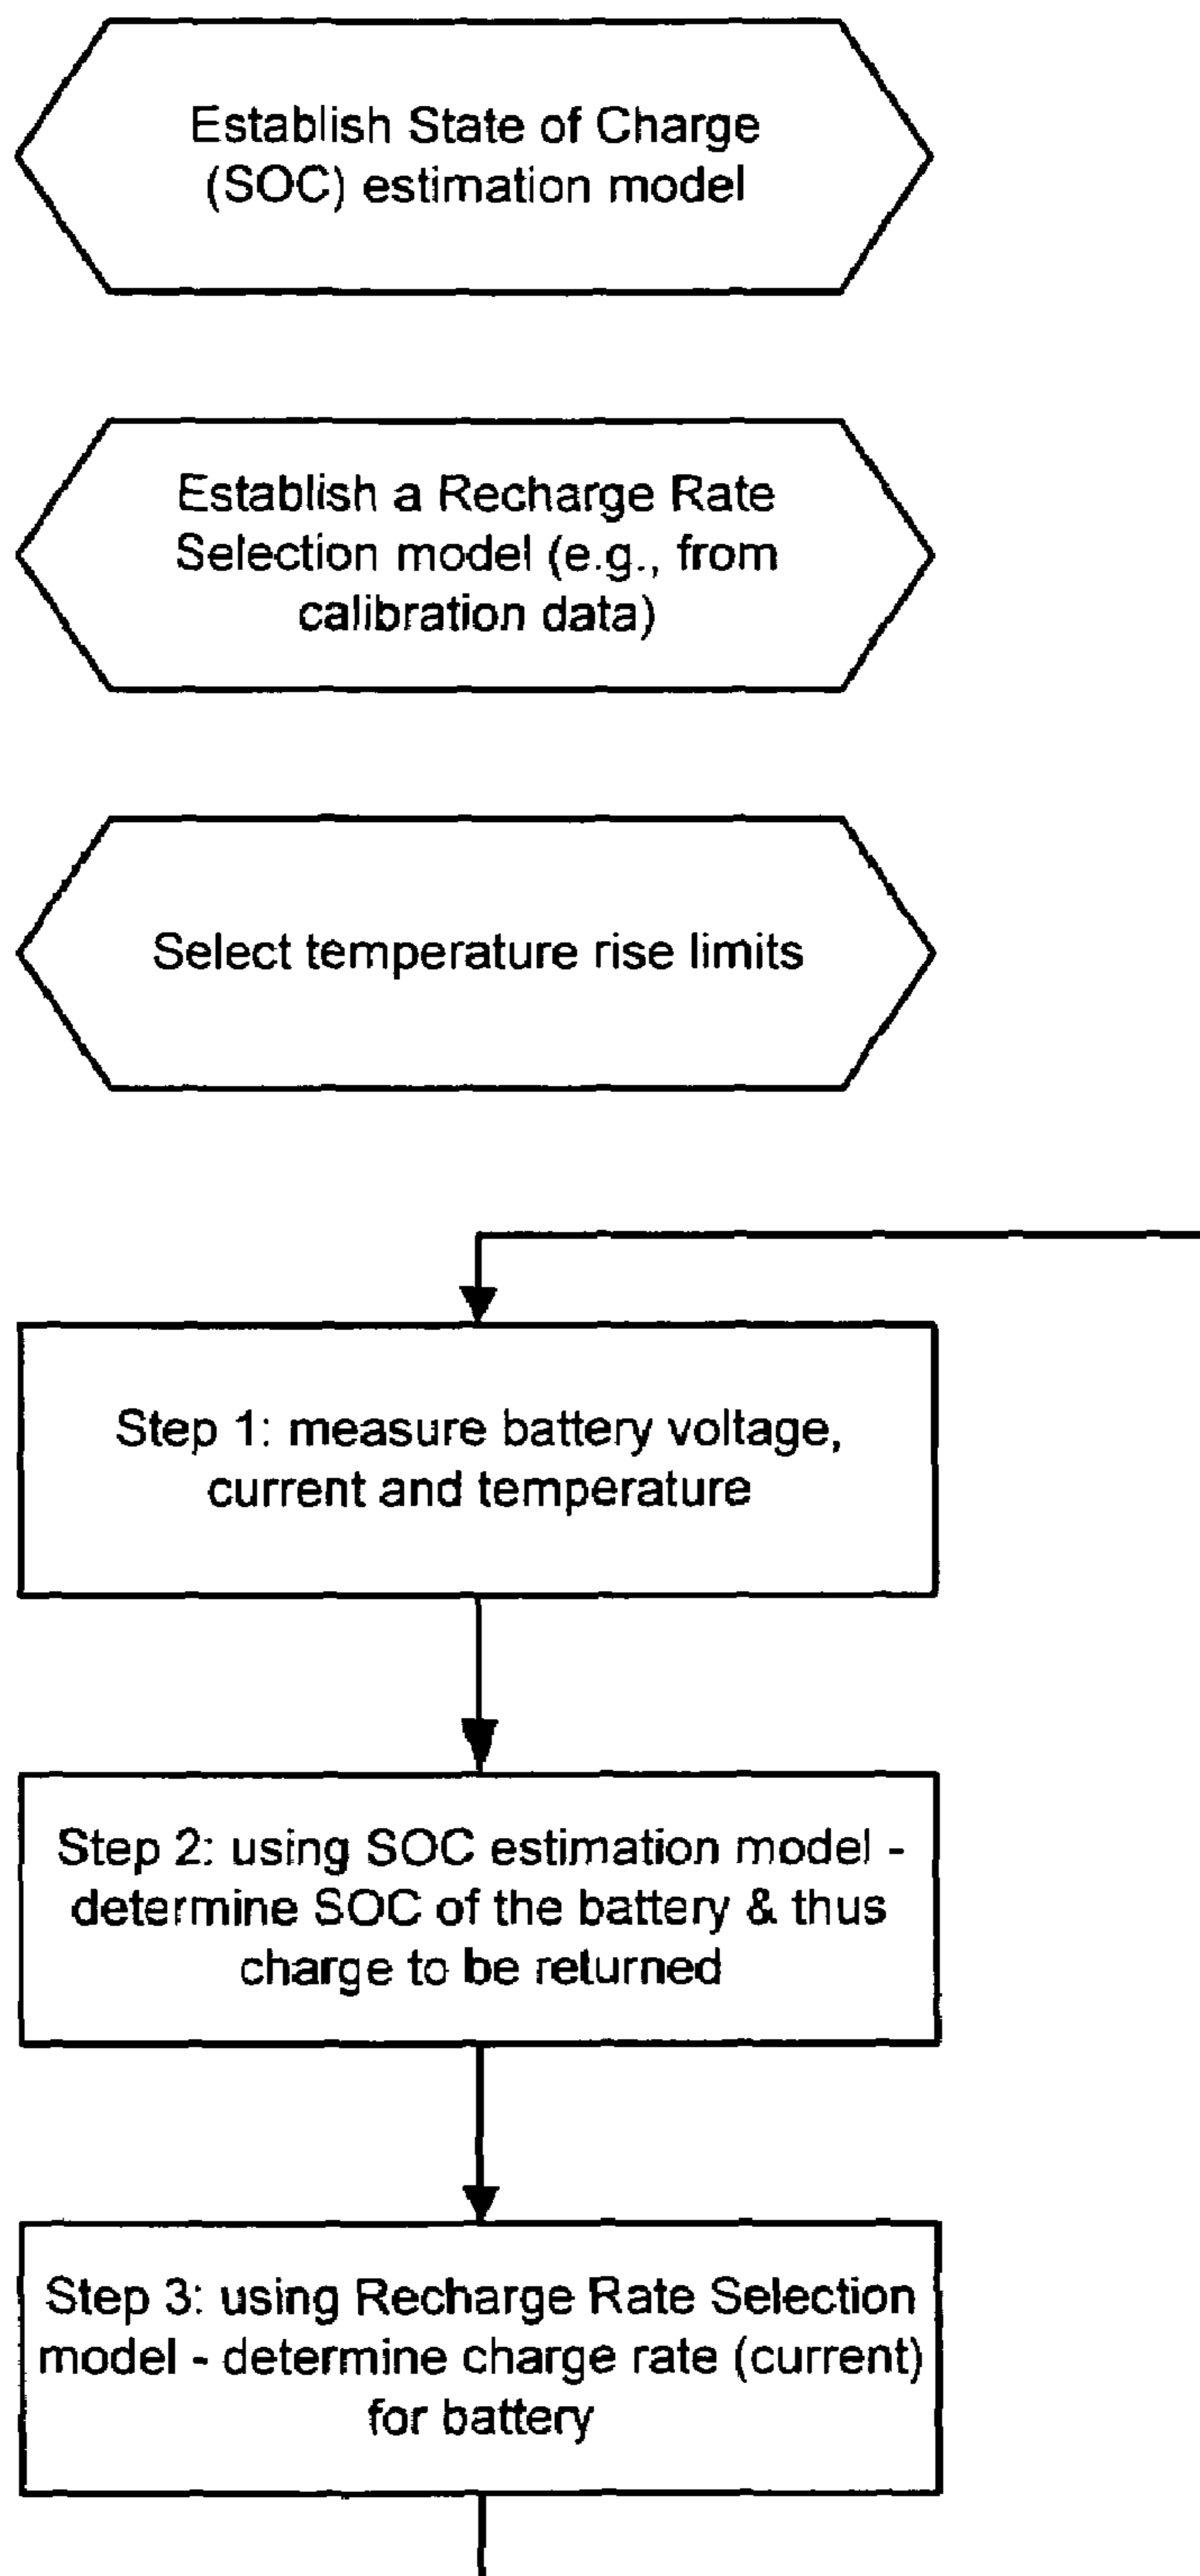 Establish State of Charge
(SOC) estimation model
Establish a Recharge Rate
Selection model (e.g., from
calibration data)
Select temperature rise limits
Step 1: measure battery voltage,
current and temperature
Step 2: using SOC estimation model -
determine SOC of the battery & thus
charge to be returned
Step 3: using Recharge Rate Selection
model - determine charge rate (current)
for battery